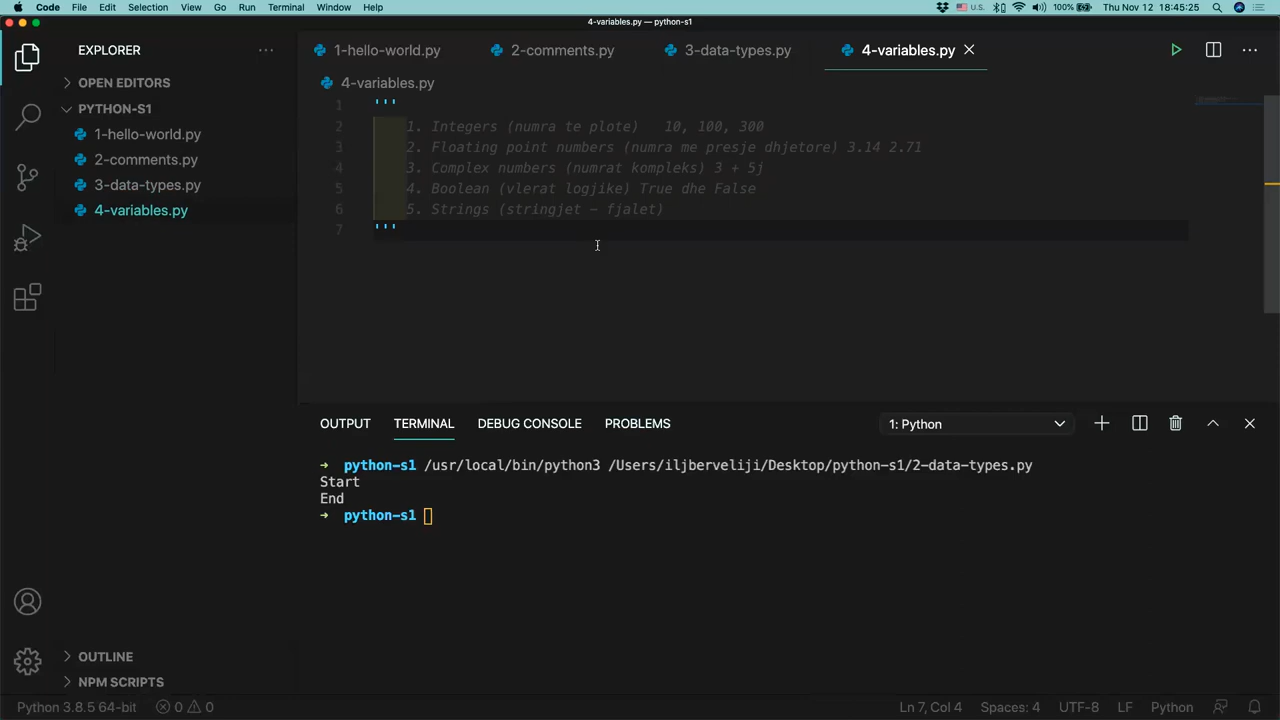 Code File Edit Selection View Go Run Terminal Window Help U.S. 100% Thu Nov 12 18:45:25
4-variables.py — python-s1
EXPLORER
1-hello-world.py 2-comments.py 3-data-types.py 4-variables.py
OPEN EDITORS
4-variables.py
PYTHON-S1
1-hello-world.py
2-comments.py
3-data-types.py
4-variables.py
1 '''
2 1. Integers (numra te plote) 10, 100, 300
3 2. Floating point numbers (numra me presje dhjetore) 3.14 2.71
4 3. Complex numbers (numrat kompleks) 3 + 5j
5 4. Boolean (vlerat logjike) True dhe False
6 5. Strings (stringjet - fjalet)
7 '''
OUTPUT TERMINAL DEBUG CONSOLE PROBLEMS 1: Python
→ python-s1 /usr/local/bin/python3 /Users/iljberveliji/Desktop/python-s1/2-data-types.py
Start
End
→ python-s1
OUTLINE
NPM SCRIPTS
Python 3.8.5 64-bit 0 0 Ln 7, Col 4 Spaces: 4 UTF-8 LF Python